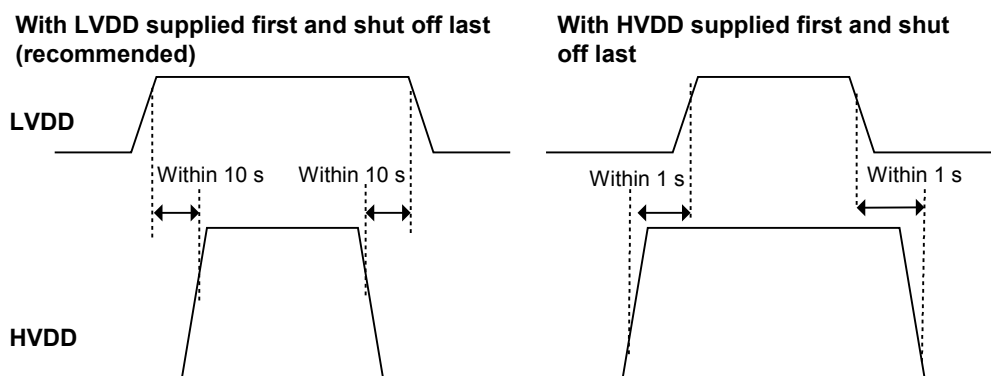 With LVDD supplied first and shut off last
(recommended)
With HVDD supplied first and shut
off last
LVDD
Within 10 s
Within 10 s
Within 1 s
Within 1 s
HVDD